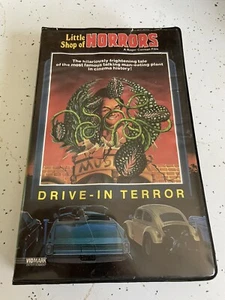 Little
Shop of HORRORS
A Roger Corman Film
The hilariously frightening tale
of the most famous talking man-eating plant
in cinema history!
DRIVE-IN TERROR
VIDMARK